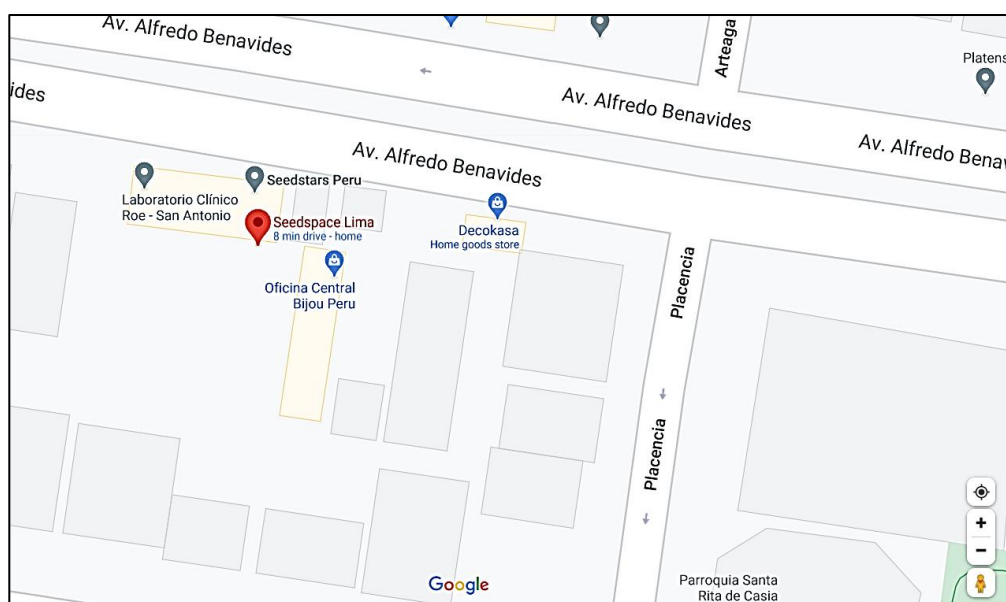 Av. Alfredo Benavides
Arteaga
Platens
ides
Av. Alfredo Benavides
Av. Alfredo Benav
Av. Alfredo Benavides
Seedstars Peru
Laboratorio Clínico
Roe - San Antonio
Seedspace Lima
8 min drive - home
Decokasa
Home goods store
Oficina Central
Bijou Peru
Placencia
Placencia
Google
Parroquia Santa
Rita de Casia
+
−